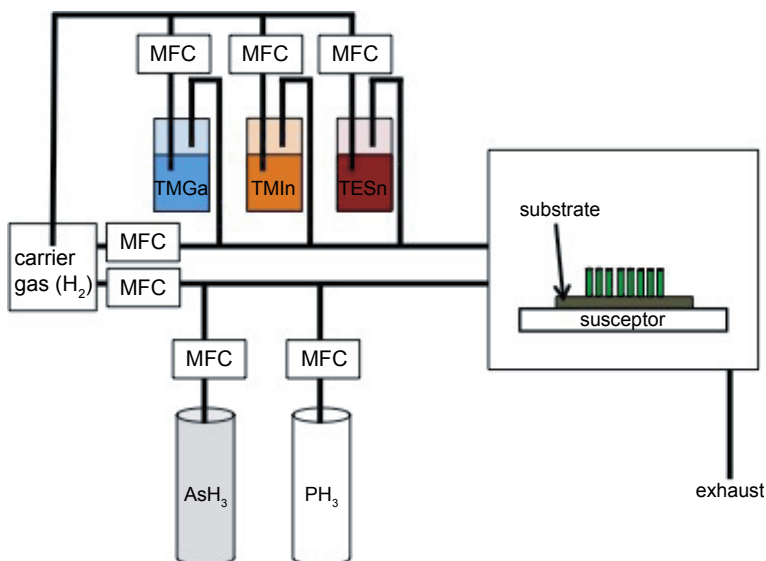 MFC MFC MFC
TMGa TMIn TESn
substrate
carrier
gas (H₂)
MFC
MFC
susceptor
MFC MFC
AsH₃ PH₃
exhaust